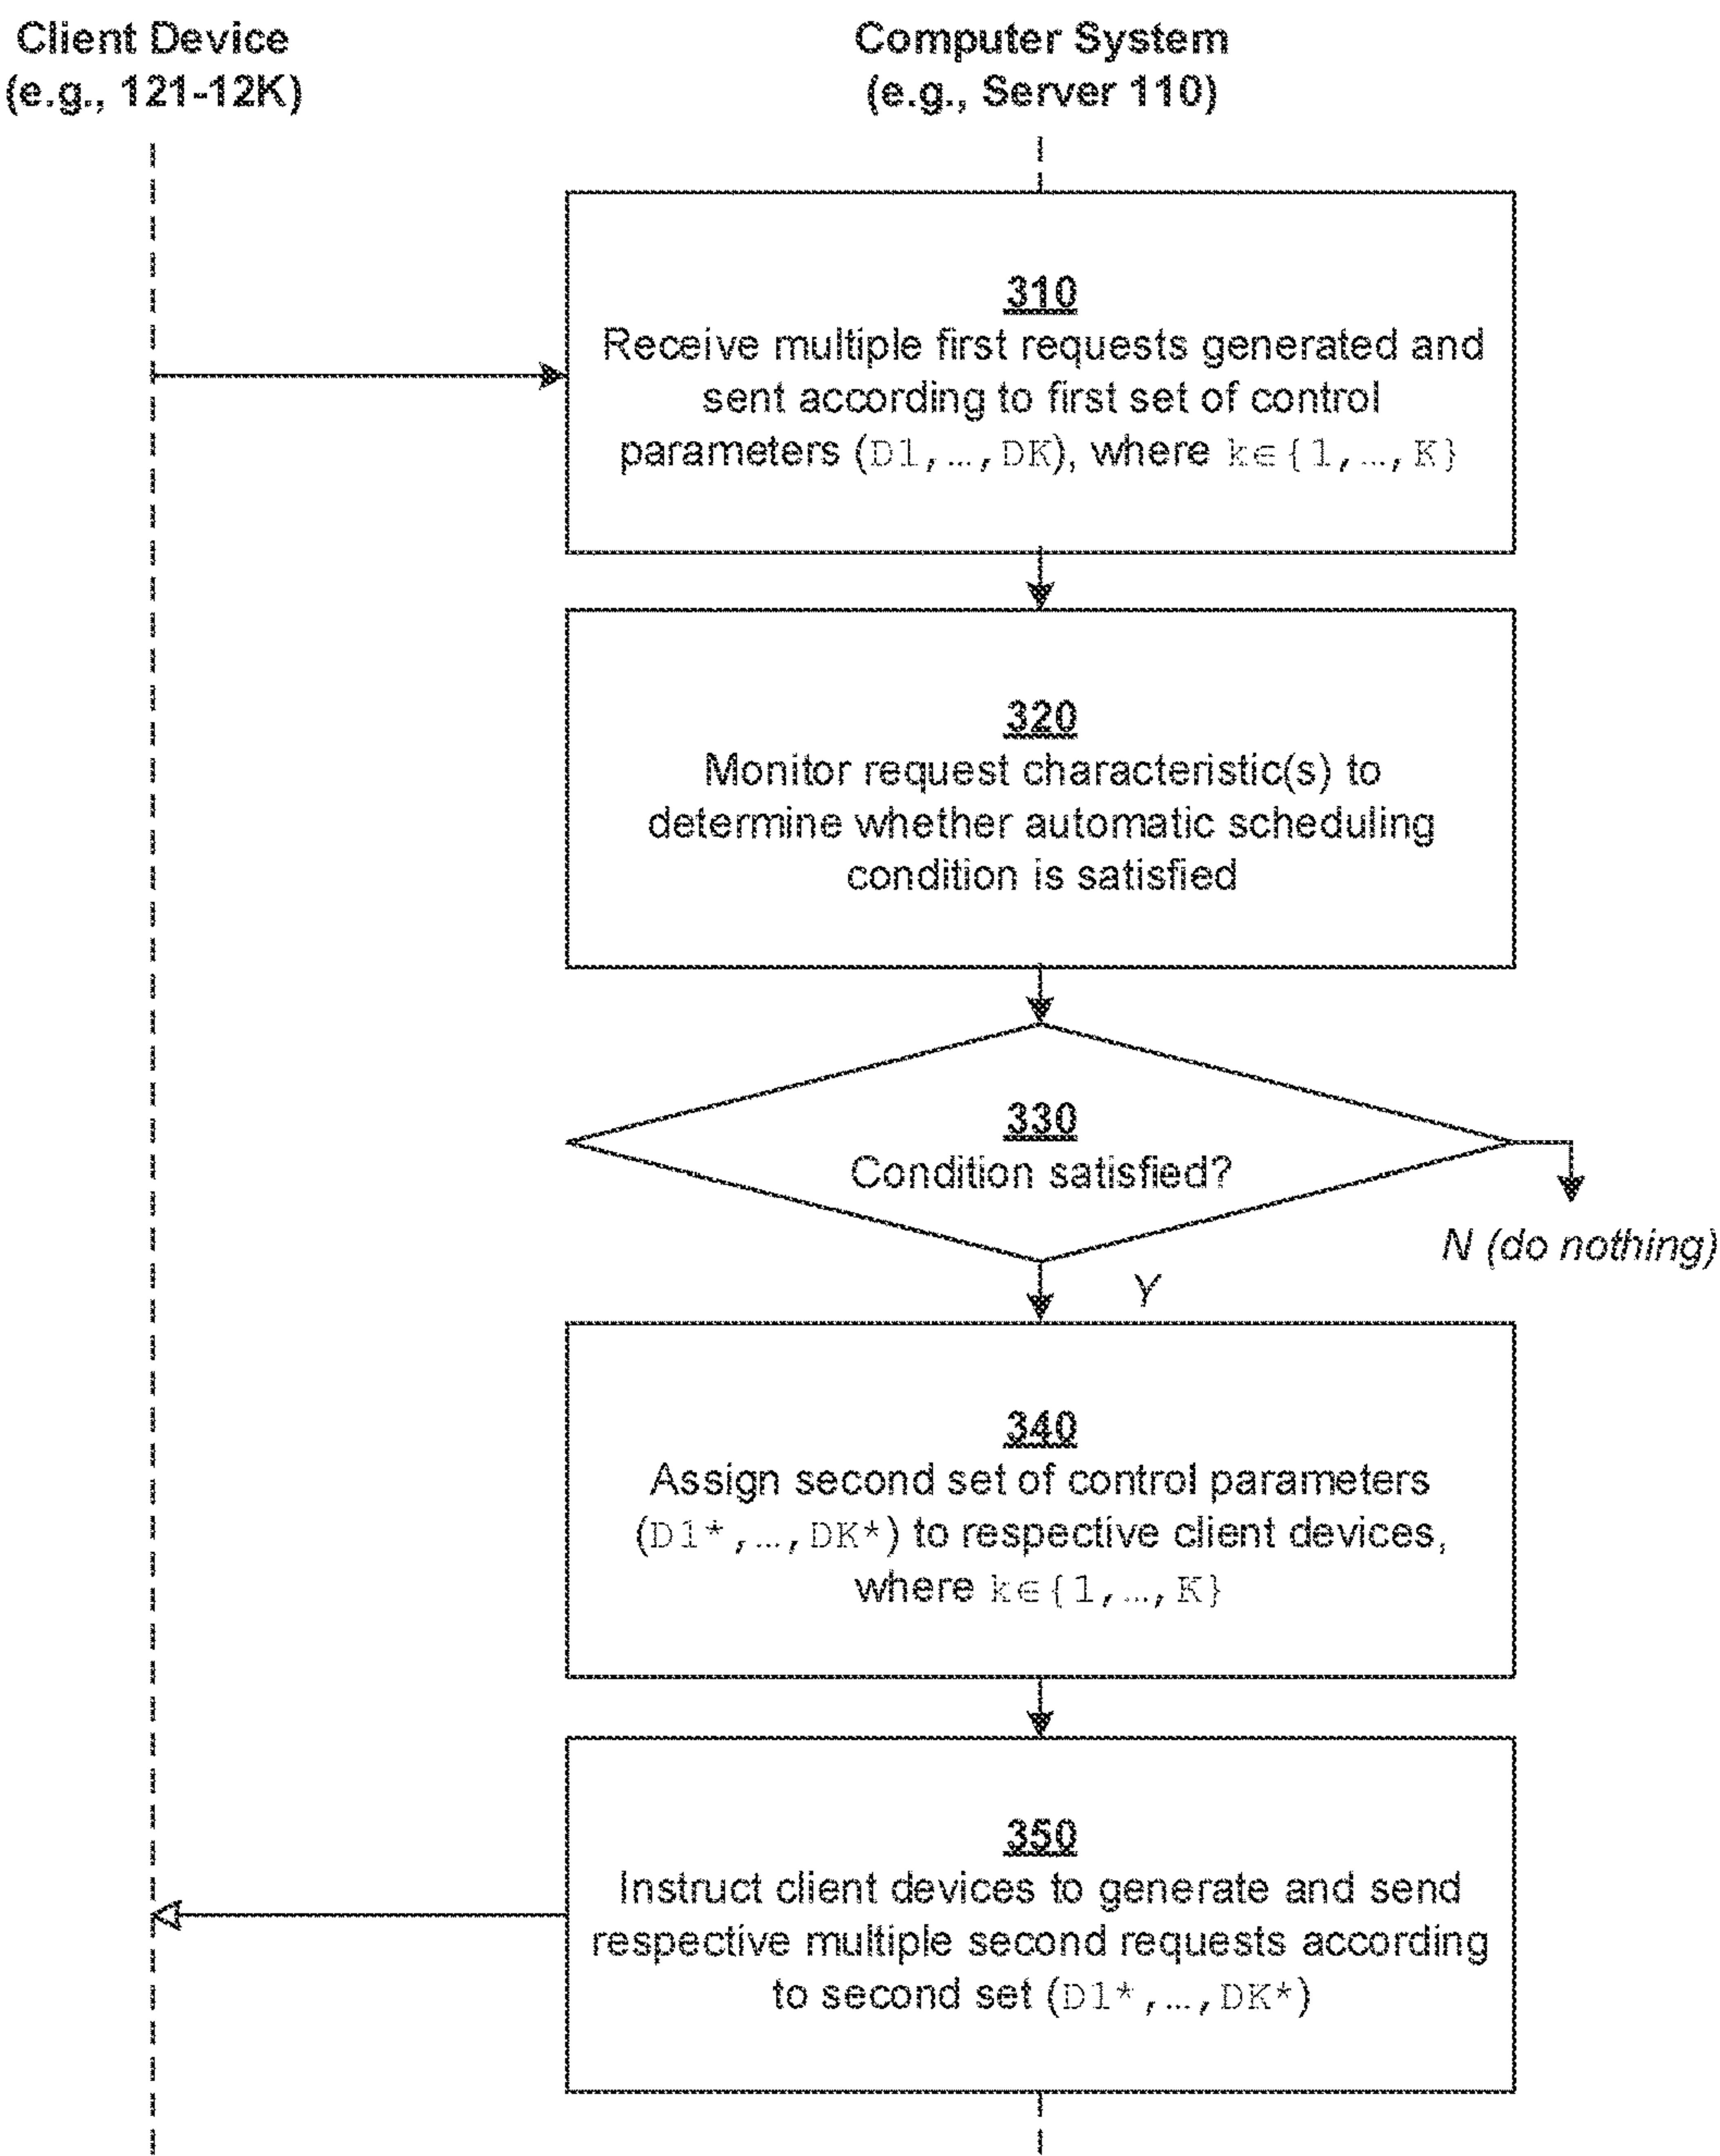 Client Device
(e.g., 121-12K)
Computer System
(e.g., Server 110)
310
Receive multiple first requests generated and
sent according to first set of control
parameters (D1,…,DK), where k∈{1,…,K}
320
Monitor request characteristic(s) to
determine whether automatic scheduling
condition is satisfied
330
Condition satisfied?
N (do nothing)
Y
340
Assign second set of control parameters
(D1*,…,DK*) to respective client devices,
where k∈{1,…,K}
350
Instruct client devices to generate and send
respective multiple second requests according
to second set (D1*,…,DK*)